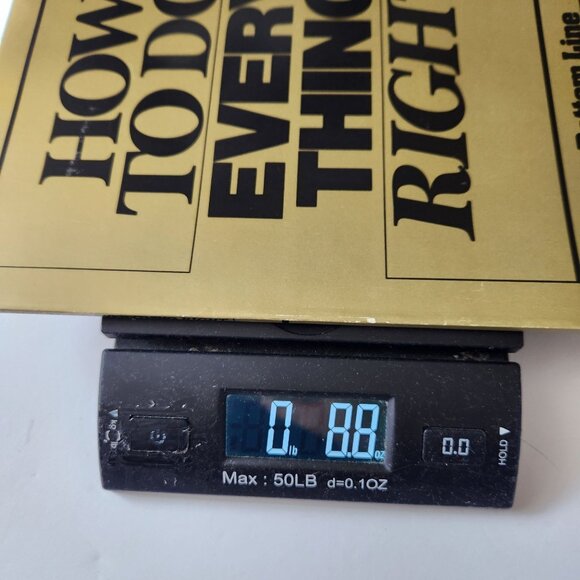 HOW
TO DO
EVERY
THING
RIGHT
Bottom Line
0 lb 8.8 oz
0.0
HOLD
Max : 50LB d=0.1OZ